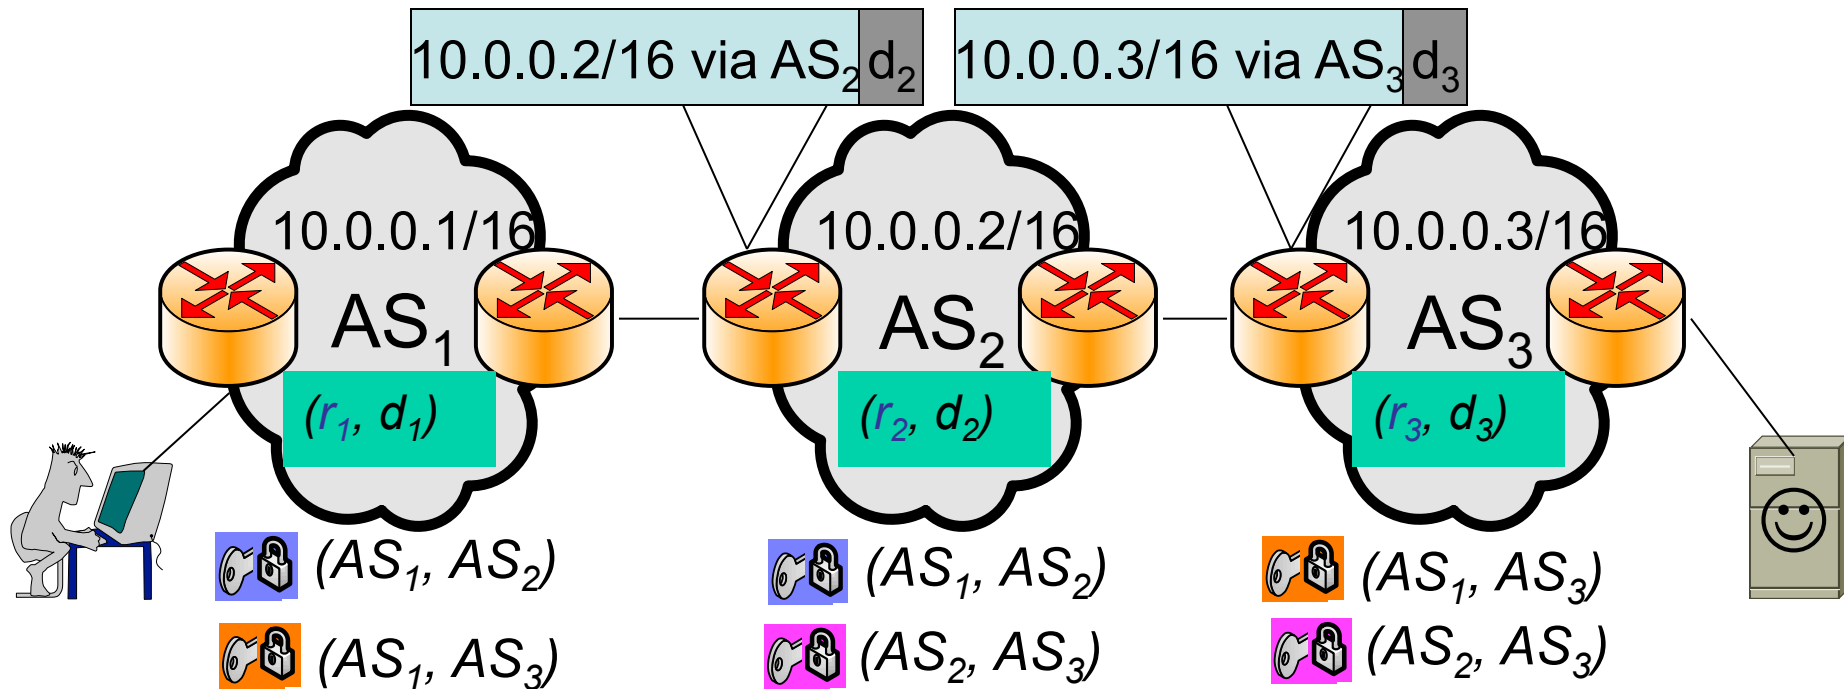 10.0.0.2/16 via AS₂ d₂
10.0.0.3/16 via AS₃ d₃
10.0.0.1/16
AS₁
(r₁, d₁)
10.0.0.2/16
AS₂
(r₂, d₂)
10.0.0.3/16
AS₃
(r₃, d₃)
(AS₁, AS₂)
(AS₁, AS₃)
(AS₁, AS₂)
(AS₂, AS₃)
(AS₁, AS₃)
(AS₂, AS₃)